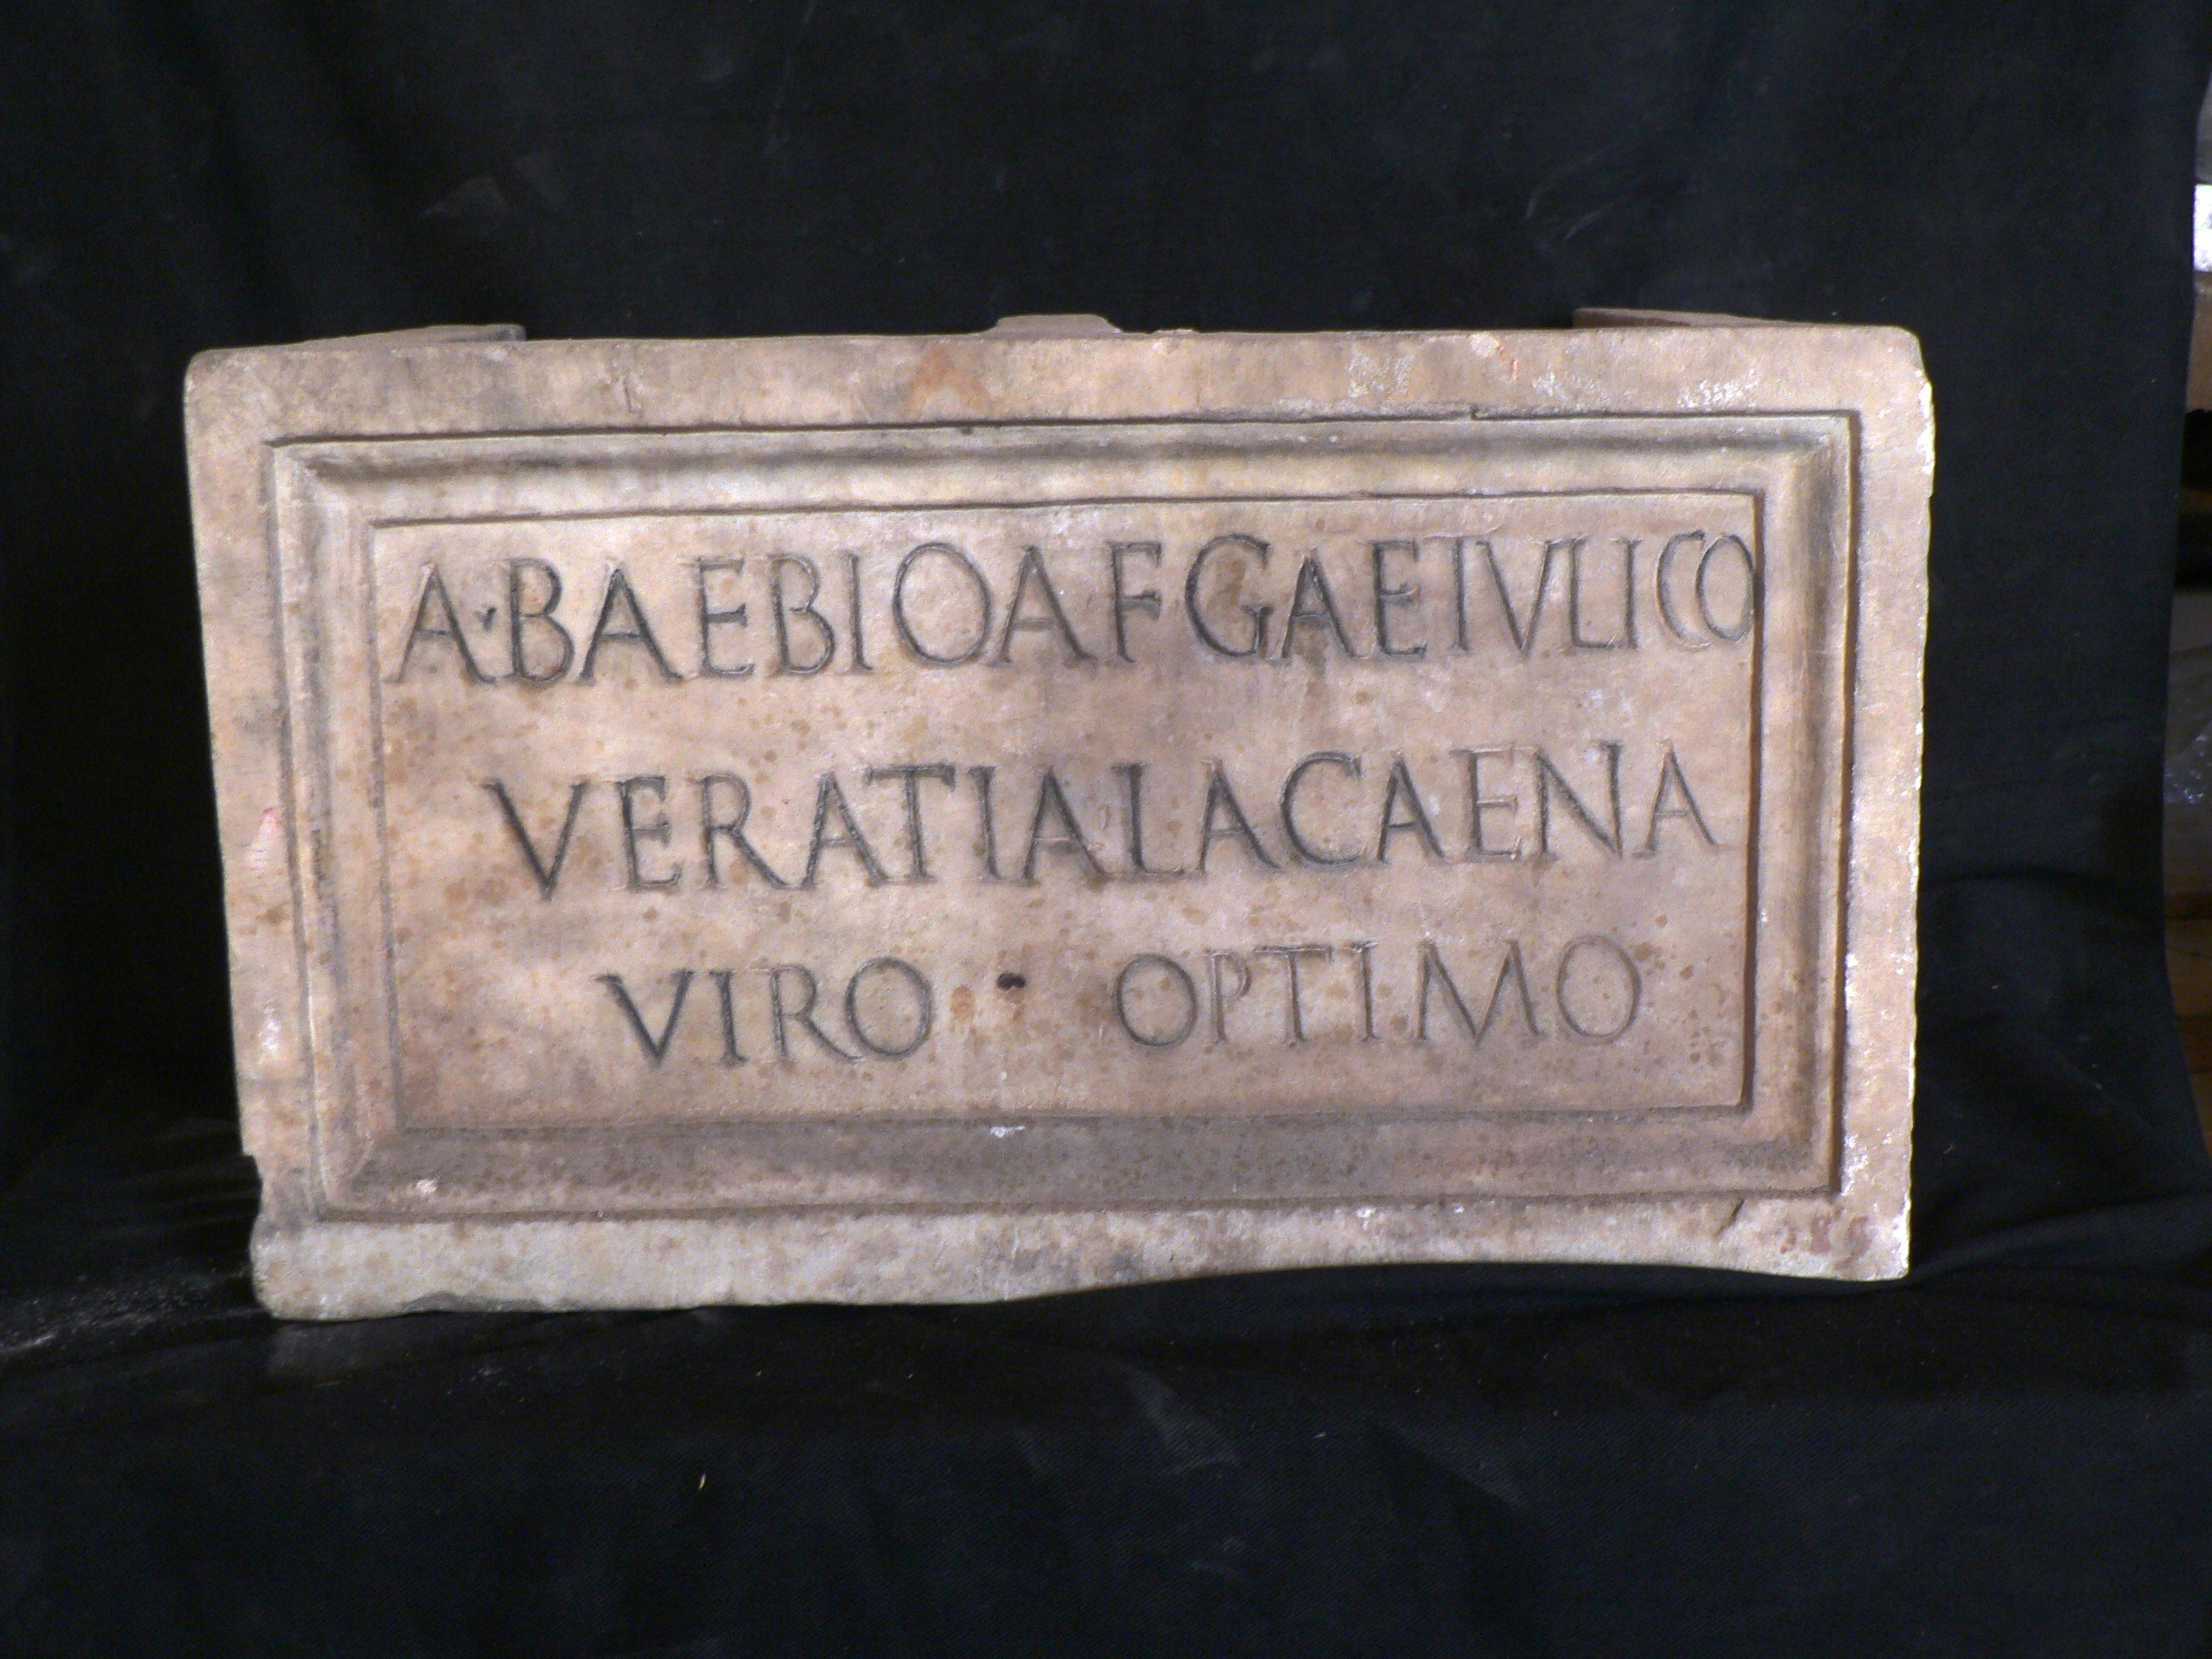 A·BAEBIO A F GAETVLICO
VERATIA LACAENA
VIRO · OPTIMO